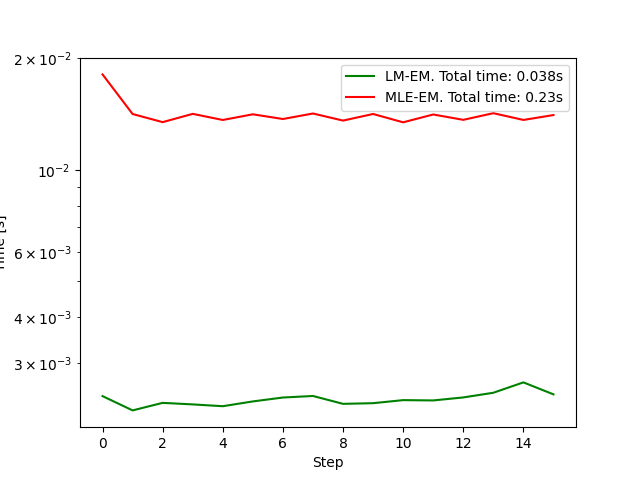 2 × 10⁻²
10⁻²
6 × 10⁻³
4 × 10⁻³
3 × 10⁻³
[s]
LM-EM. Total time: 0.038s
MLE-EM. Total time: 0.23s
0 2 4 6 8 10 12 14
Step